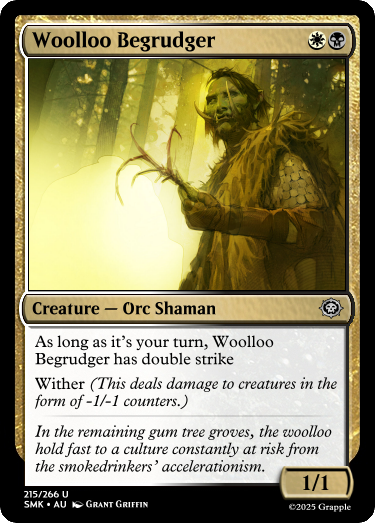 Woolloo Begrudger
Creature — Orc Shaman
As long as it's your turn, Woolloo
Begrudger has double strike
Wither (This deals damage to creatures in the
form of -1/-1 counters.)
In the remaining gum tree groves, the woolloo
hold fast to a culture constantly at risk from
the smokedrinkers' accelerationism.
1/1
215/266 U
SMK • AU Grant Griffin
©2025 Grapple